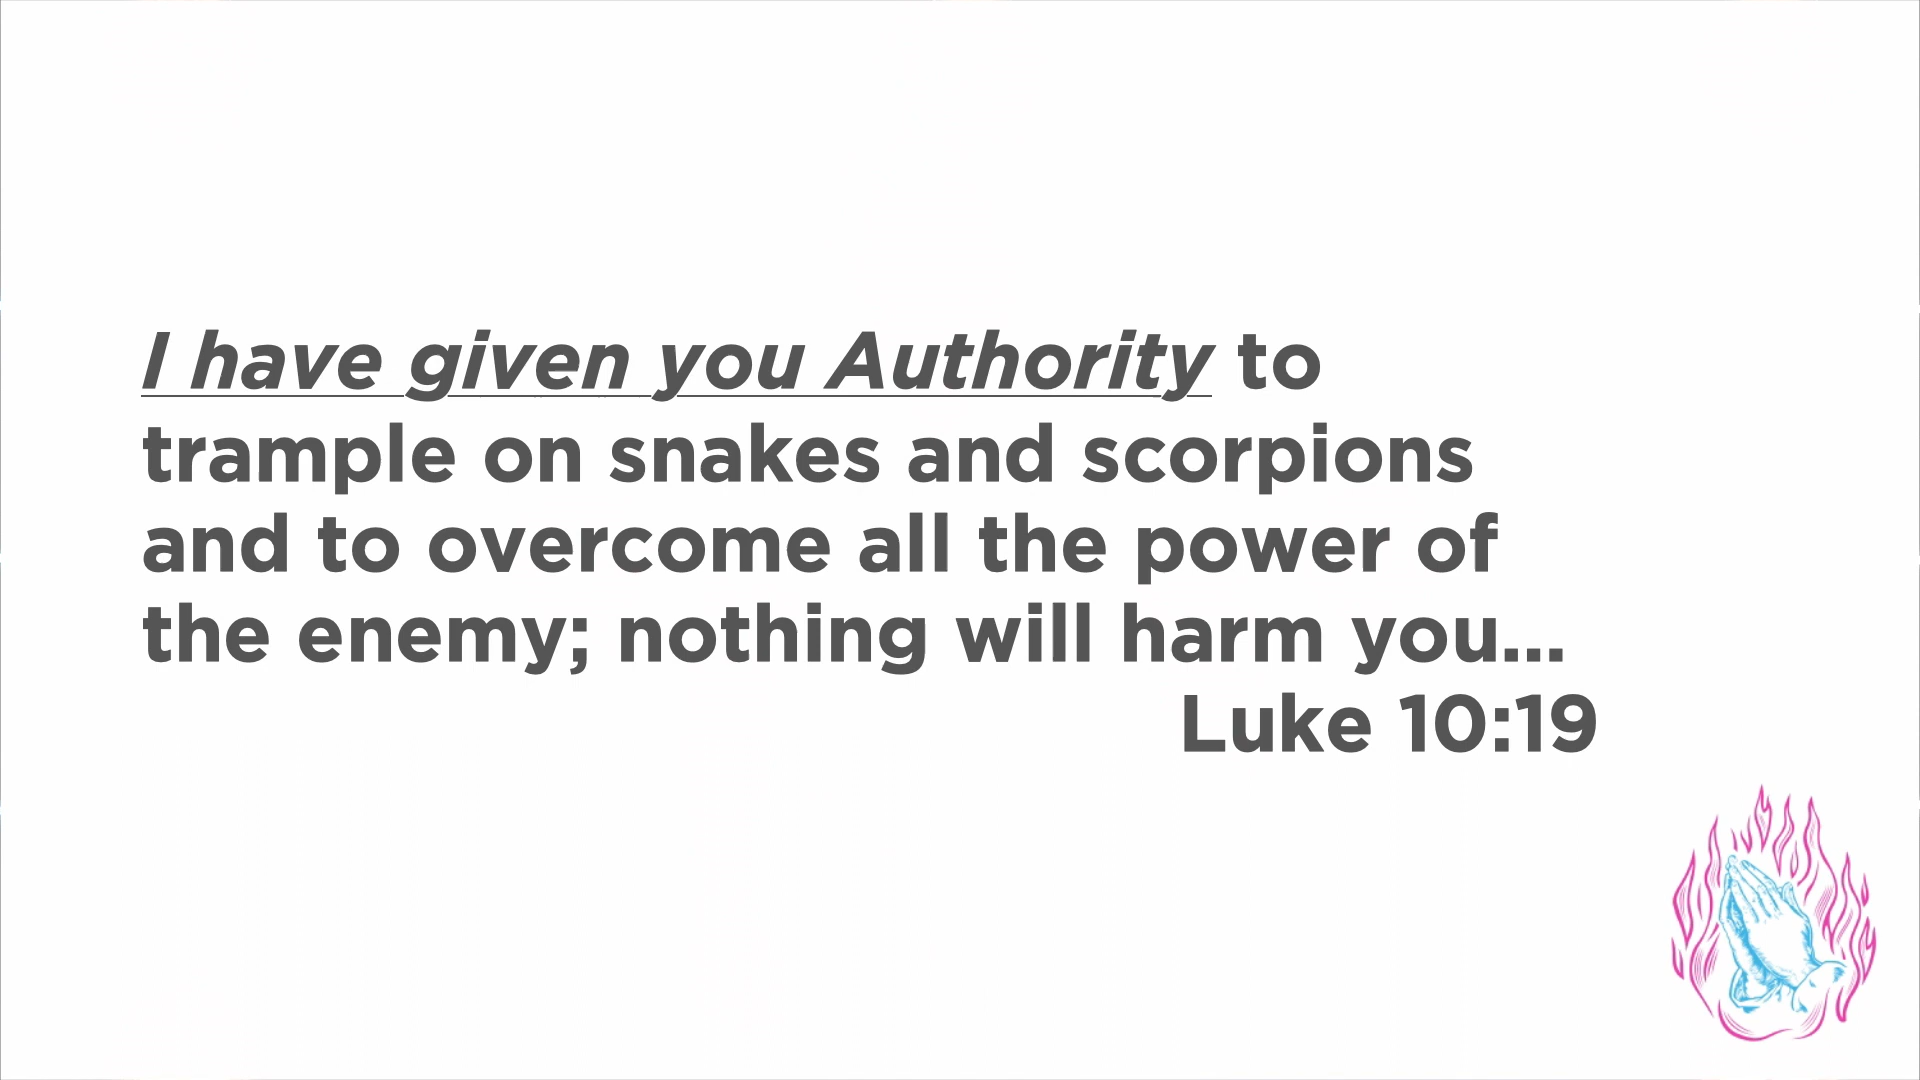 I have given you Authority to
trample on snakes and scorpions
and to overcome all the power of
the enemy; nothing will harm you...
Luke 10:19